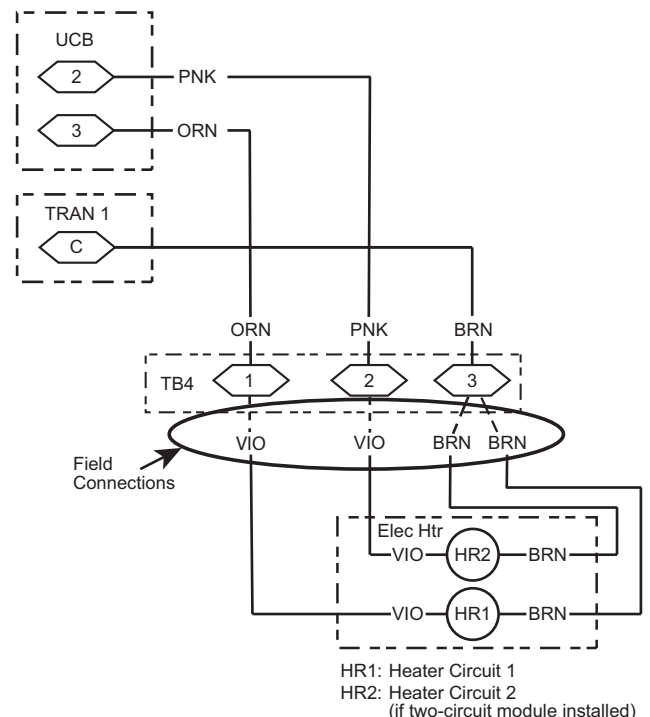 UCB
2 PNK
3 ORN
TRAN 1
C
ORN PNK BRN
TB4 1 2 3
VIO VIO BRN BRN
Field
Connections
Elec Htr
VIO HR2 BRN
VIO HR1 BRN
HR1: Heater Circuit 1
HR2: Heater Circuit 2
(if two-circuit module installed)